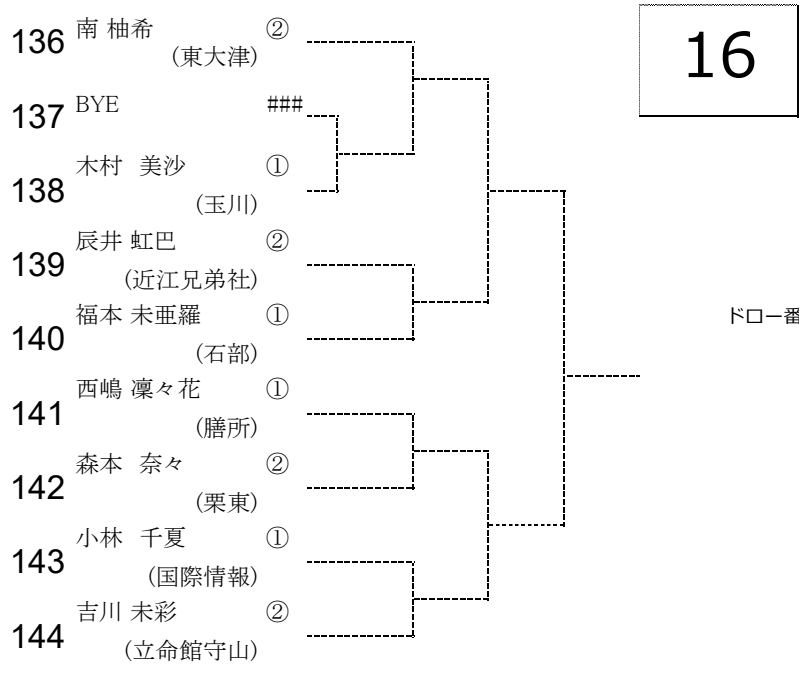 136 南 柚希 ②
(東大津)
137 BYE ###
138 木村 美沙 ①
(玉川)
139 辰井 虹巴 ②
(近江兄弟社)
140 福本 未亜羅 ①
(石部)
141 西嶋 凜々花 ①
(膳所)
142 森本 奈々 ②
(栗東)
143 小林 千夏 ①
(国際情報)
144 吉川 未彩 ②
(立命館守山)
16
ドロー番